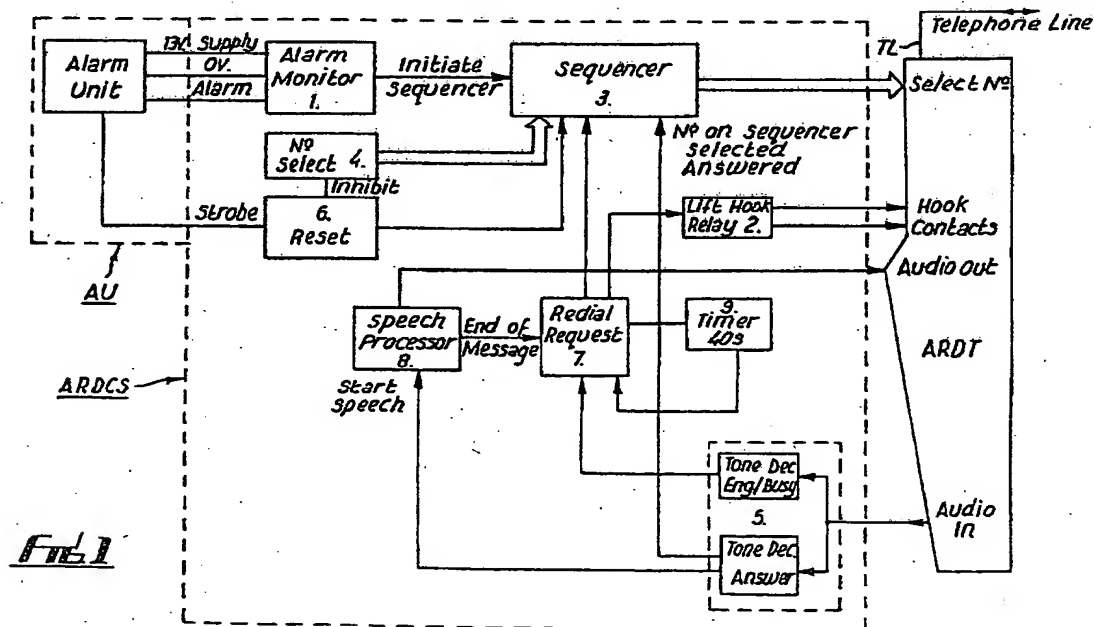 Telephone Line
TL
13V. Supply
0V.
Alarm
Alarm
Unit
Alarm
Monitor
1.
Initiate
Sequencer
Sequencer
3.
Select Nº
Nº
Select 4.
Inhibit
Strobe
6.
Reset
Nº on sequencer
selected
Answered
Lift Hook
Relay 2.
Hook
Contacts
AU
Audio out
Speech
Processor
8.
End of
Message
Redial
Request
7.
9.
Timer
40s
ARDT
ARDCS
Start
Speech
Tone Dec
Eng/Busy
5.
Tone Dec.
Answer
Audio
In
Fig.1